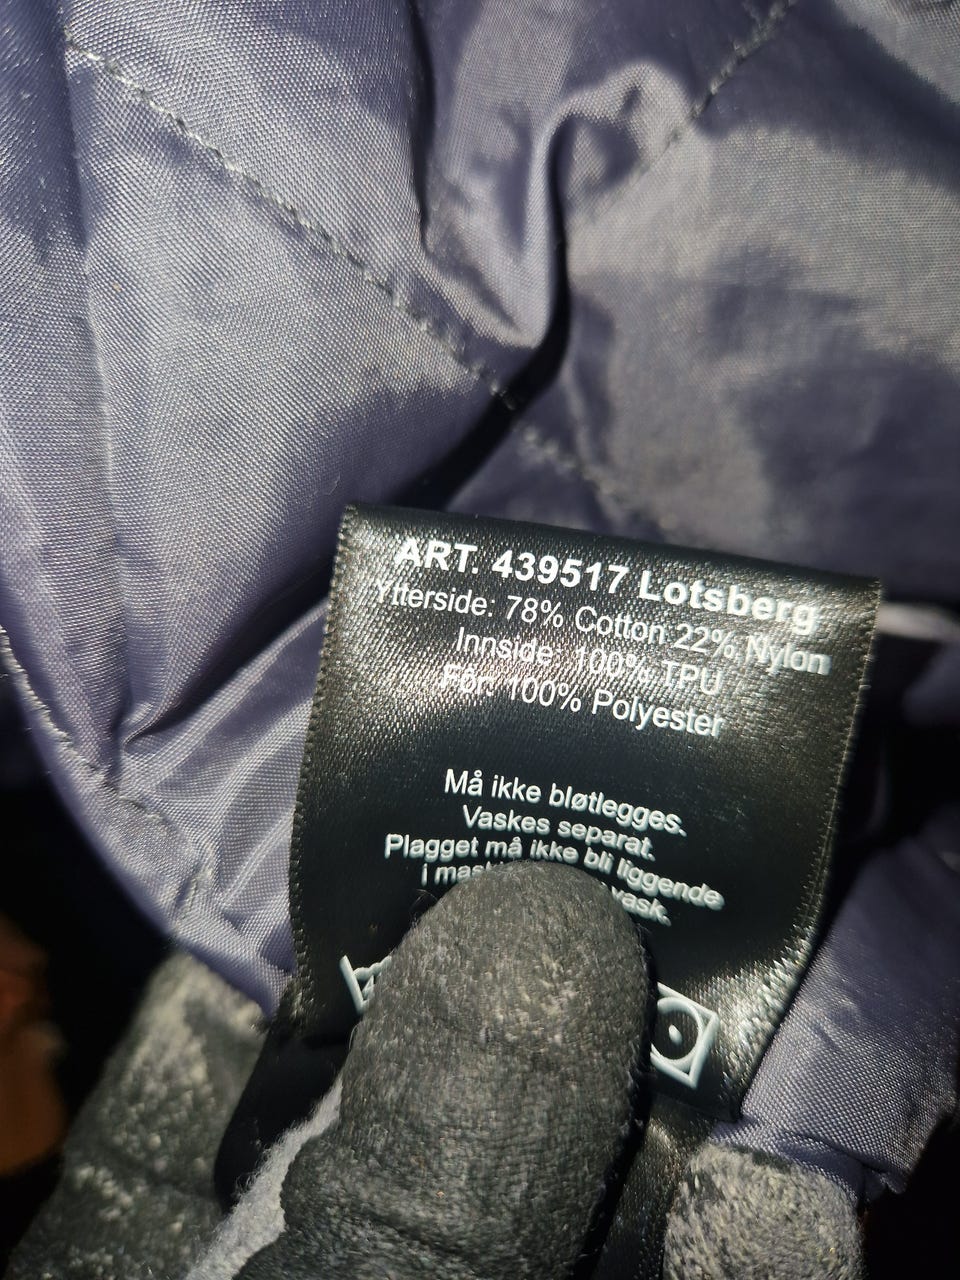 ART. 439517 Lotsberg
Ytterside: 78% Cotton 22% Nylon
Innside: 100% TPU
Fôr: 100% Polyester
Må ikke bløtlegges.
Vaskes separat.
Plagget må ikke bli liggende
i vask.